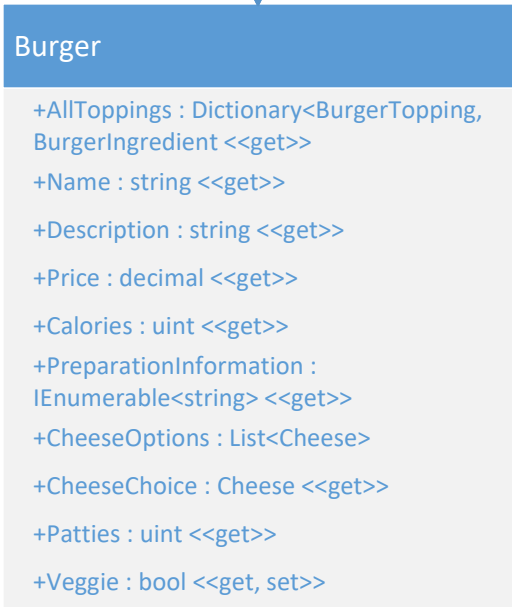 Burger
+AllToppings : Dictionary<BurgerTopping,
BurgerIngredient <<get>>
+Name : string <<get>>
+Description : string <<get>>
+Price : decimal <<get>>
+Calories : uint <<get>>
+PreparationInformation :
IEnumerable<string> <<get>>
+CheeseOptions : List<Cheese>
+CheeseChoice : Cheese <<get>>
+Patties : uint <<get>>
+Veggie : bool <<get, set>>